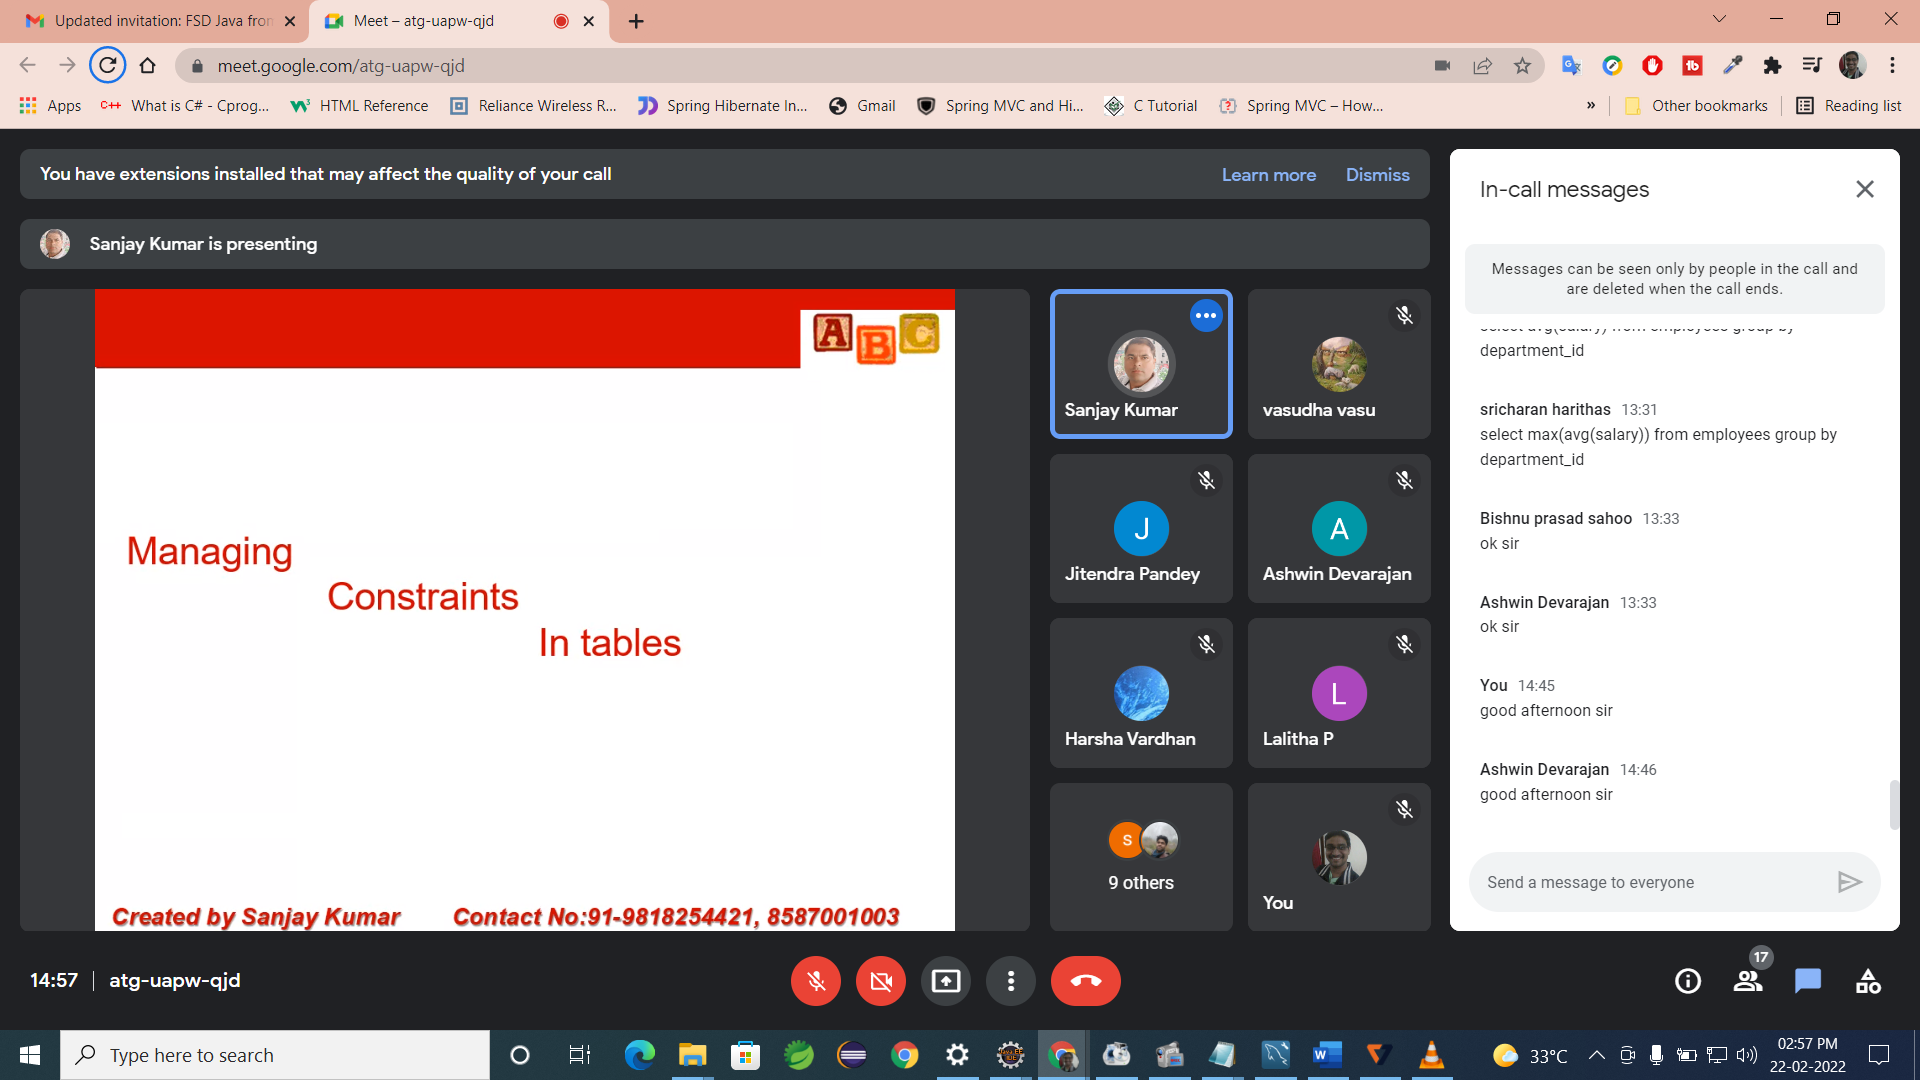 Updated invitation: FSD Java fron
Meet – atg-uapw-qjd
meet.google.com/atg-uapw-qjd
Apps
C++ What is C# - Cprog...
HTML Reference
Reliance Wireless R...
Spring Hibernate In...
Gmail
Spring MVC and Hi...
C Tutorial
Spring MVC – How...
»
Other bookmarks
Reading list
You have extensions installed that may affect the quality of your call
Learn more
Dismiss
Sanjay Kumar is presenting
A B C
Managing
Constraints
In tables
Created by Sanjay Kumar Contact No:91-9818254421, 8587001003
Sanjay Kumar
vasudha vasu
J
Jitendra Pandey
A
Ashwin Devarajan
Harsha Vardhan
L
Lalitha P
S
9 others
You
In-call messages
Messages can be seen only by people in the call and
are deleted when the call ends.
select avg(salary) from employees group by
department_id
sricharan harithas 13:31
select max(avg(salary)) from employees group by
department_id
Bishnu prasad sahoo 13:33
ok sir
Ashwin Devarajan 13:33
ok sir
You 14:45
good afternoon sir
Ashwin Devarajan 14:46
good afternoon sir
Send a message to everyone
14:57 | atg-uapw-qjd
17
Type here to search
33°C
02:57 PM
22-02-2022